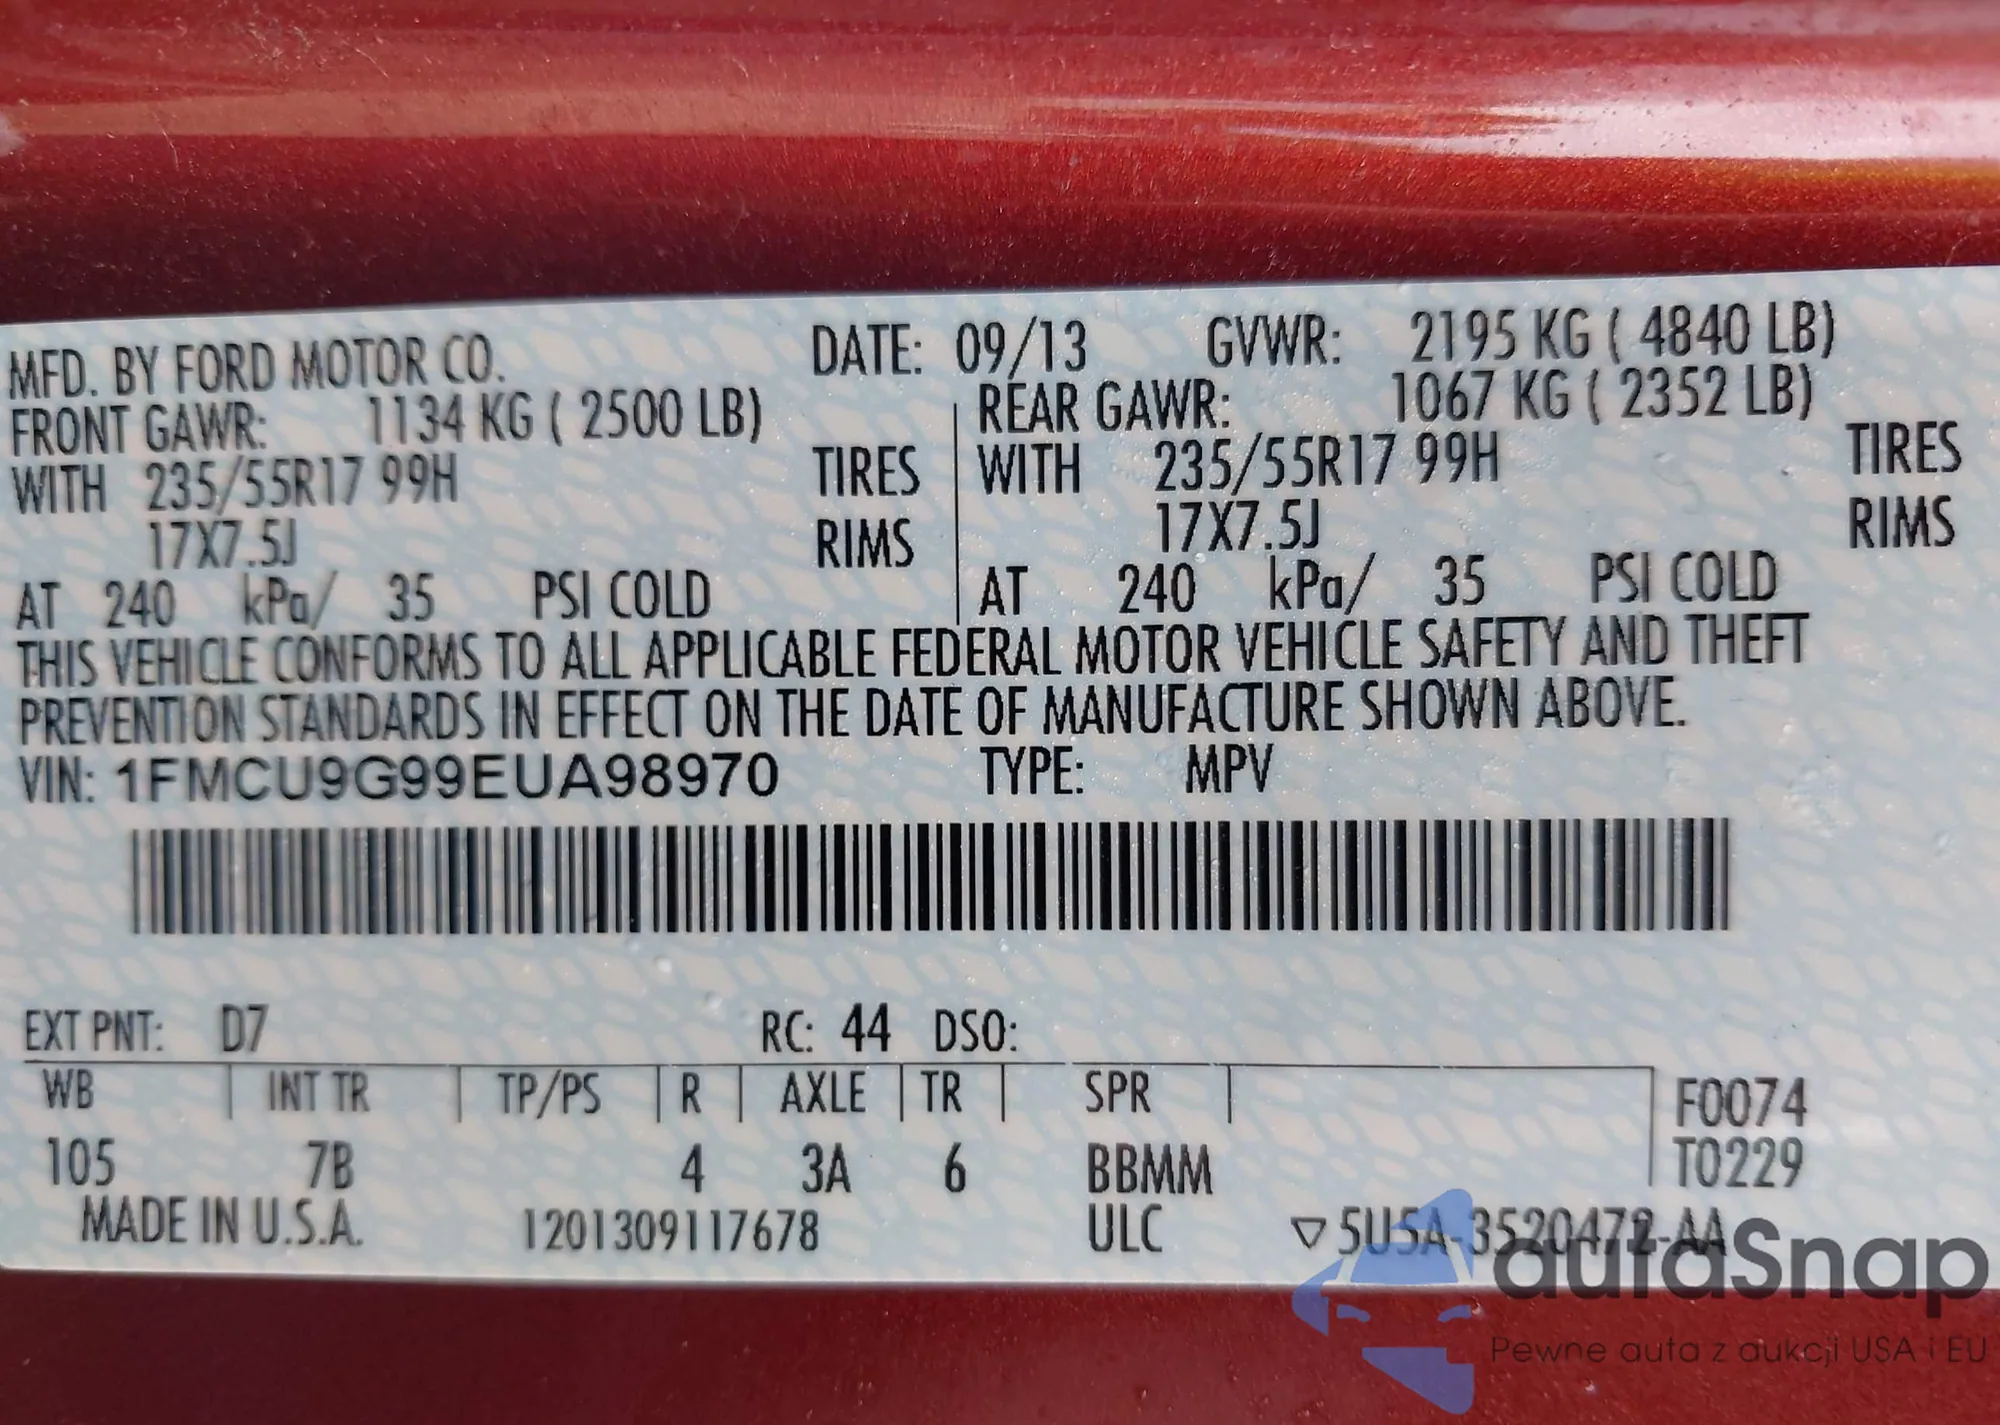 MFD. BY FORD MOTOR CO. DATE: 09/13 GVWR: 2195 KG ( 4840 LB)
FRONT GAWR: 1134 KG ( 2500 LB) REAR GAWR: 1067 KG ( 2352 LB)
WITH 235/55R17 99H TIRES WITH 235/55R17 99H TIRES
17X7.5J RIMS 17X7.5J RIMS
AT 240 kPa/ 35 PSI COLD AT 240 kPa/ 35 PSI COLD
THIS VEHICLE CONFORMS TO ALL APPLICABLE FEDERAL MOTOR VEHICLE SAFETY AND THEFT
PREVENTION STANDARDS IN EFFECT ON THE DATE OF MANUFACTURE SHOWN ABOVE.
VIN: 1FMCU9G99EUA98970 TYPE: MPV
EXT PNT: D7 RC: 44 DSO:
WB INT TR TP/PS R AXLE TR SPR F0074
105 7B 4 3A 6 BBMM T0229
MADE IN U.S.A. 1201309117678 ULC ▽5U5A-3520472-AA
autoSnap
Pewne auta z aukcji USA i EU